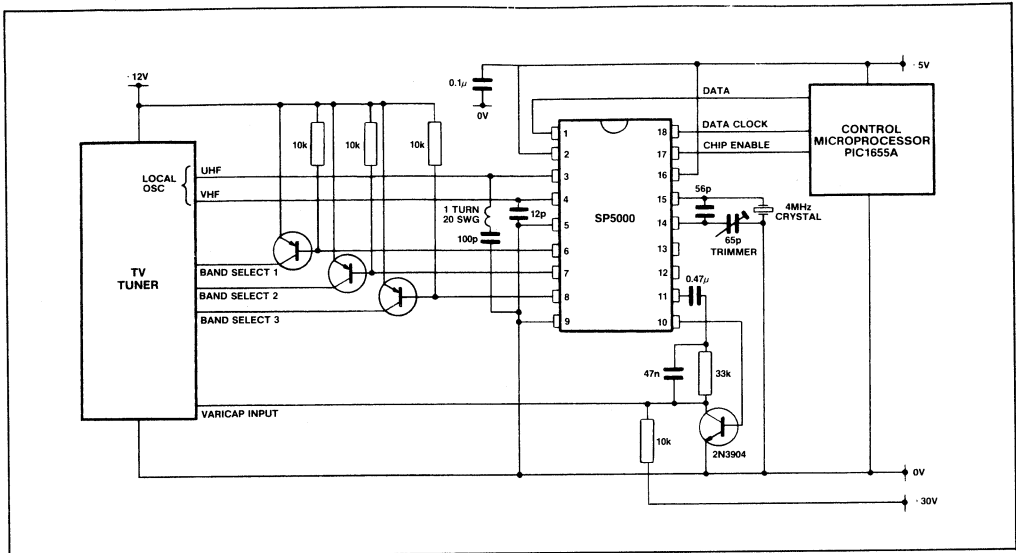 · 12V
0.1µ
0V
· 5V
DATA
DATA CLOCK
CHIP ENABLE
CONTROL
MICROPROCESSOR
PIC1655A
10k
10k
10k
LOCAL
OSC
UHF
VHF
1 TURN
20 SWG
100p
12p
TV
TUNER
BAND SELECT 1
BAND SELECT 2
BAND SELECT 3
VARICAP INPUT
SP5000
1
2
3
4
5
6
7
8
9
18
17
16
15
14
13
12
11
10
56p
4MHz
CRYSTAL
65p
TRIMMER
0.47µ
47n
33k
10k
2N3904
0V
· 30V